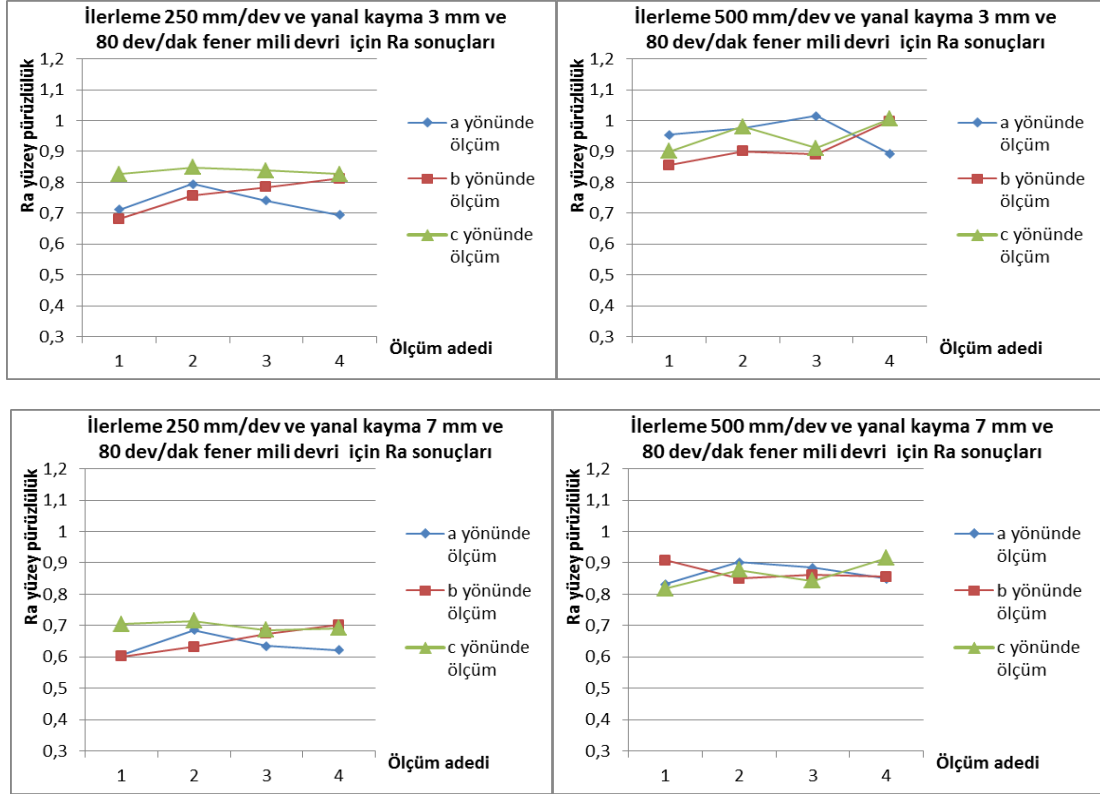 İlerleme 250 mm/dev ve yanal kayma 3 mm ve
80 dev/dak fener mili devri için Ra sonuçları
Ra yüzey pürüzlülük
1,2
1,1
1
0,9
0,8
0,7
0,6
0,5
0,4
0,3
1 2 3 4
Ölçüm adedi
a yönünde
ölçüm
b yönünde
ölçüm
c yönünde
ölçüm
İlerleme 500 mm/dev ve yanal kayma 3 mm ve
80 dev/dak fener mili devri için Ra sonuçları
Ra yüzey pürüzlülük
1,2
1,1
1
0,9
0,8
0,7
0,6
0,5
0,4
0,3
1 2 3 4
Ölçüm adedi
a yönünde
ölçüm
b yönünde
ölçüm
c yönünde
ölçüm
İlerleme 250 mm/dev ve yanal kayma 7 mm ve
80 dev/dak fener mili devri için Ra sonuçları
Ra yüzey pürüzlülük
1,2
1,1
1
0,9
0,8
0,7
0,6
0,5
0,4
0,3
1 2 3 4
Ölçüm adedi
a yönünde
ölçüm
b yönünde
ölçüm
c yönünde
ölçüm
İlerleme 500 mm/dev ve yanal kayma 7 mm ve
80 dev/dak fener mili devri için Ra sonuçları
Ra yüzey pürüzlülük
1,2
1,1
1
0,9
0,8
0,7
0,6
0,5
0,4
0,3
1 2 3 4
Ölçüm adedi
a yönünde
ölçüm
b yönünde
ölçüm
c yönünde
ölçüm